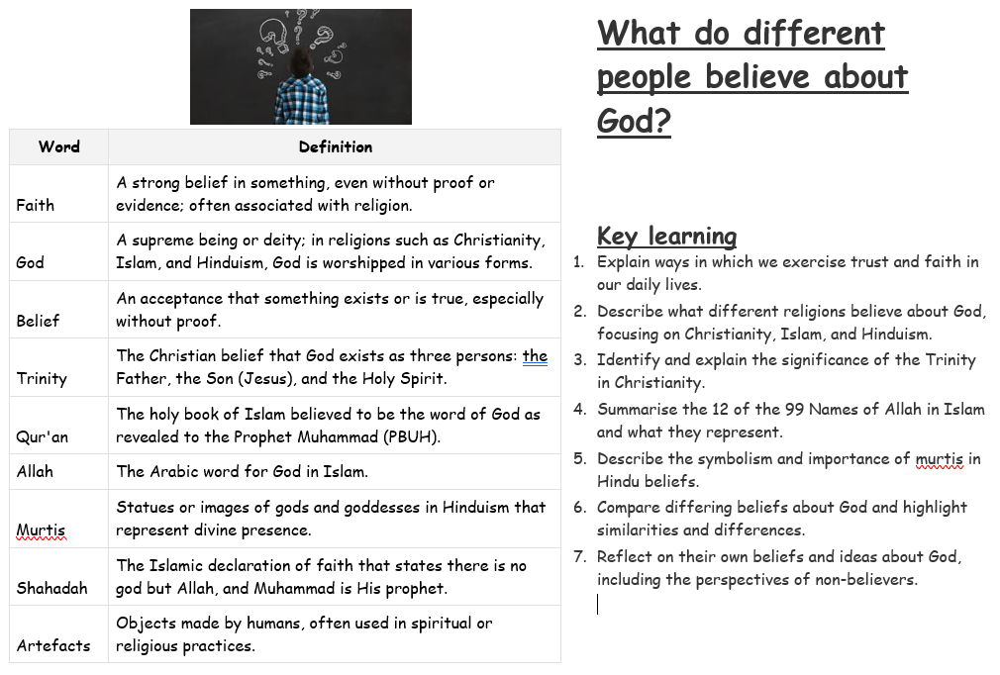 What do different
people believe about
God?
Word Definition
Faith
A strong belief in something, even without proof or
evidence; often associated with religion.
God
A supreme being or deity; in religions such as Christianity,
Islam, and Hinduism, God is worshipped in various forms.
Belief
An acceptance that something exists or is true, especially
without proof.
Trinity
The Christian belief that God exists as three persons: the
Father, the Son (Jesus), and the Holy Spirit.
Qur'an
The holy book of Islam believed to be the word of God as
revealed to the Prophet Muhammad (PBUH).
Allah
The Arabic word for God in Islam.
Murtis
Statues or images of gods and goddesses in Hinduism that
represent divine presence.
Shahadah
The Islamic declaration of faith that states there is no
god but Allah, and Muhammad is His prophet.
Artefacts
Objects made by humans, often used in spiritual or
religious practices.
Key learning
1. Explain ways in which we exercise trust and faith in
our daily lives.
2. Describe what different religions believe about God,
focusing on Christianity, Islam, and Hinduism.
3. Identify and explain the significance of the Trinity
in Christianity.
4. Summarise the 12 of the 99 Names of Allah in Islam
and what they represent.
5. Describe the symbolism and importance of murtis in
Hindu beliefs.
6. Compare differing beliefs about God and highlight
similarities and differences.
7. Reflect on their own beliefs and ideas about God,
including the perspectives of non-believers.